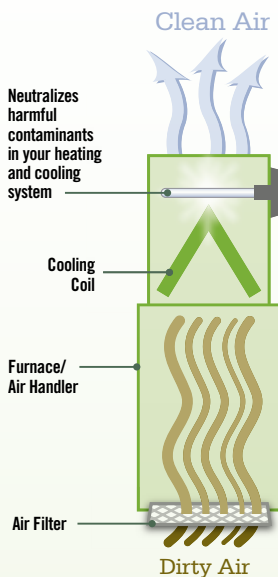 Clean Air
Neutralizes
harmful
contaminants
in your heating
and cooling
system
Cooling
Coil
Furnace/
Air Handler
Air Filter
Dirty Air